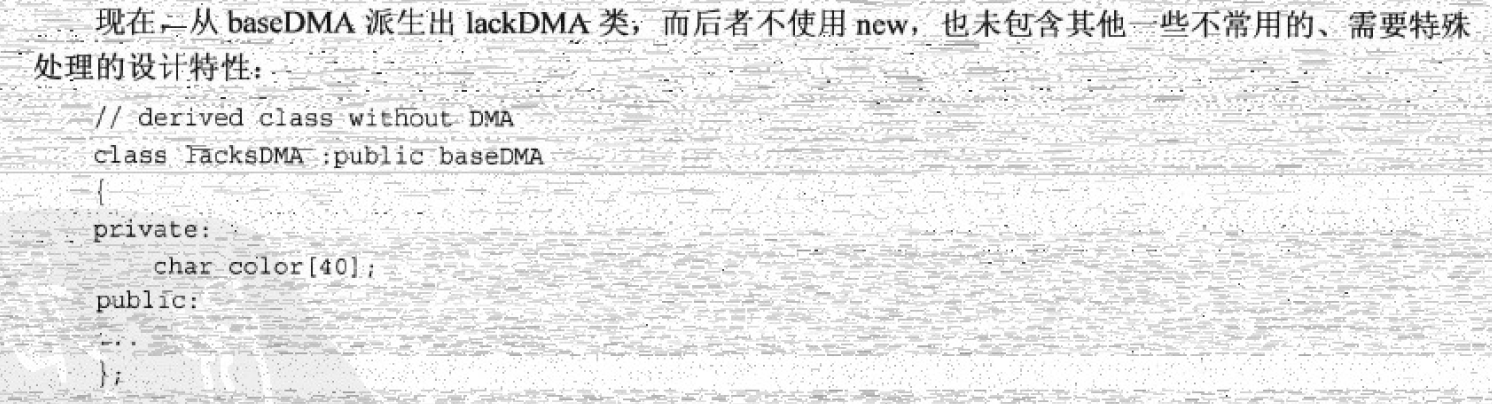 现在，从 baseDMA 派生出 lackDMA 类，而后者不使用 new，也未包含其他一些不常用的、需要特殊
处理的设计特性：
// derived class without DMA
class lacksDMA :public baseDMA
{
private:
char color[40];
public:
...
};